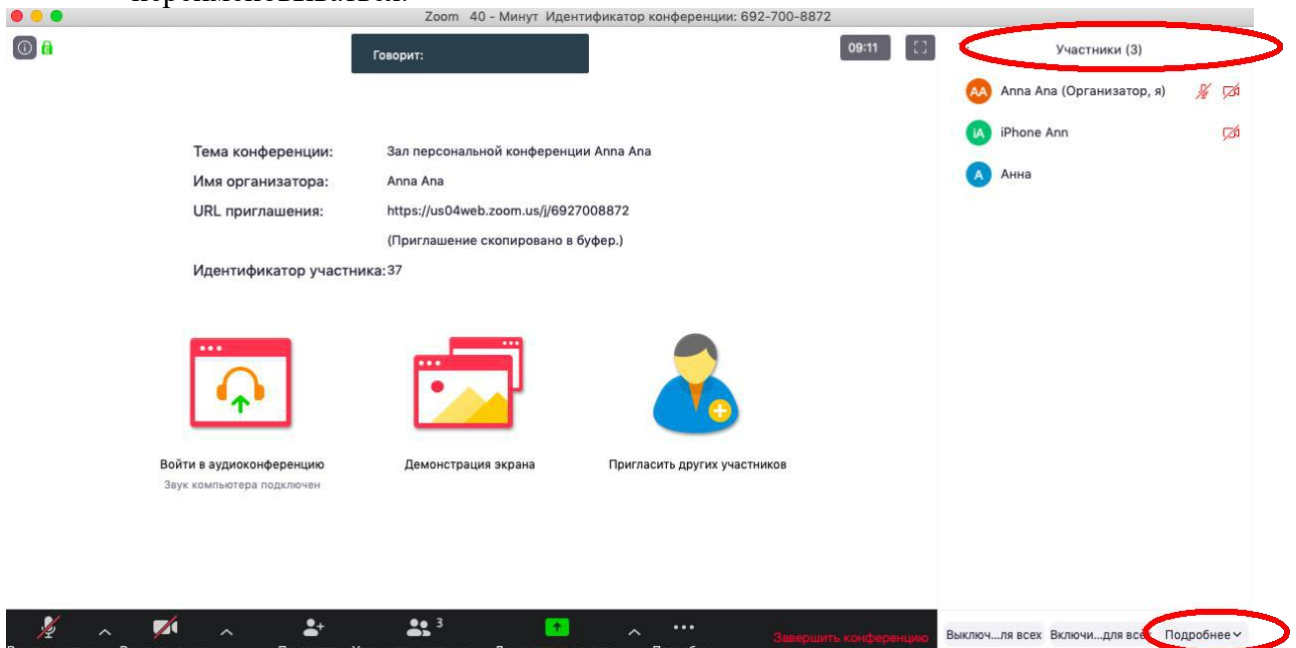 Zoom 40 - Минут Идентификатор конференции: 692-700-8872
Говорит:
09:11
Участники (3)
AA Anna Ana (Организатор, я)
iA iPhone Ann
А Анна
Тема конференции: Зал персональной конференции Anna Ana
Имя организатора: Anna Ana
URL приглашения: https://us04web.zoom.us/j/6927008872
(Приглашение скопировано в буфер.)
Идентификатор участника: 37
Войти в аудиоконференцию
Звук компьютера подключен
Демонстрация экрана
Пригласить других участников
3
Завершить конференцию
Выключ...ля всех Включи...для всех Подробнее